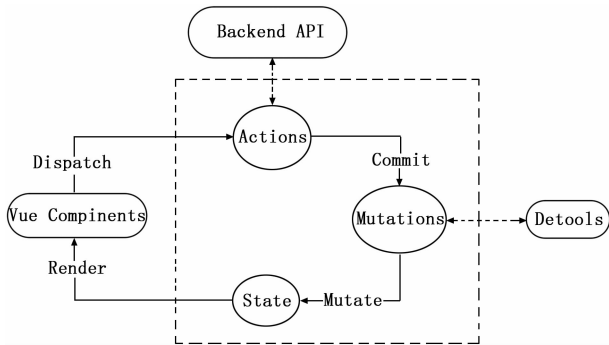 Backend API
Actions
Dispatch
Commit
Vue Compinents
Mutations
Detools
Render
State
Mutate